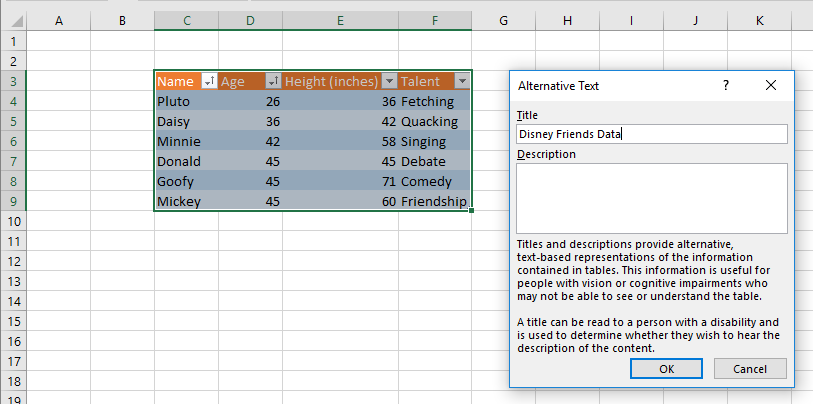 A B C D E F G H I J K
1
2
3 Name Age Height (inches) Talent
4 Pluto 26 36 Fetching
5 Daisy 36 42 Quacking
6 Minnie 42 58 Singing
7 Donald 45 45 Debate
8 Goofy 45 71 Comedy
9 Mickey 45 60 Friendship
10
11
12
13
14
15
16
17
18
19
Alternative Text ?
Title
Disney Friends Data
Description
Titles and descriptions provide alternative,
text-based representations of the information
contained in tables. This information is useful for
people with vision or cognitive impairments who
may not be able to see or understand the table.
A title can be read to a person with a disability and
is used to determine whether they wish to hear the
description of the content.
OK Cancel